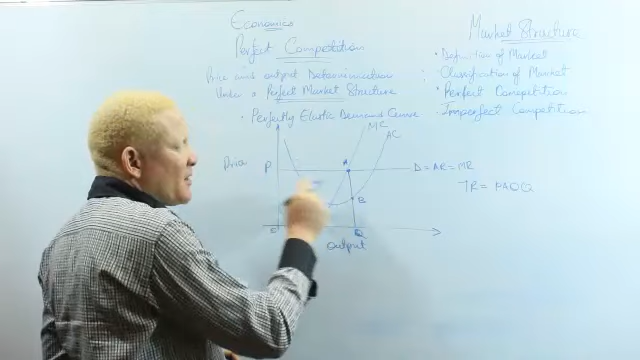 Economics
Perfect Competition
Price and output Determination
Under a Perfect Market Structure
• Perfectly Elastic Demand Curve
Market Structure
• Definition of Market
Classification of Market
• Perfect Competition
• Imperfect Competition
MC
AC
Price
P
A
D = AR = MR
TR = PAOQ
B
O
Q
Output